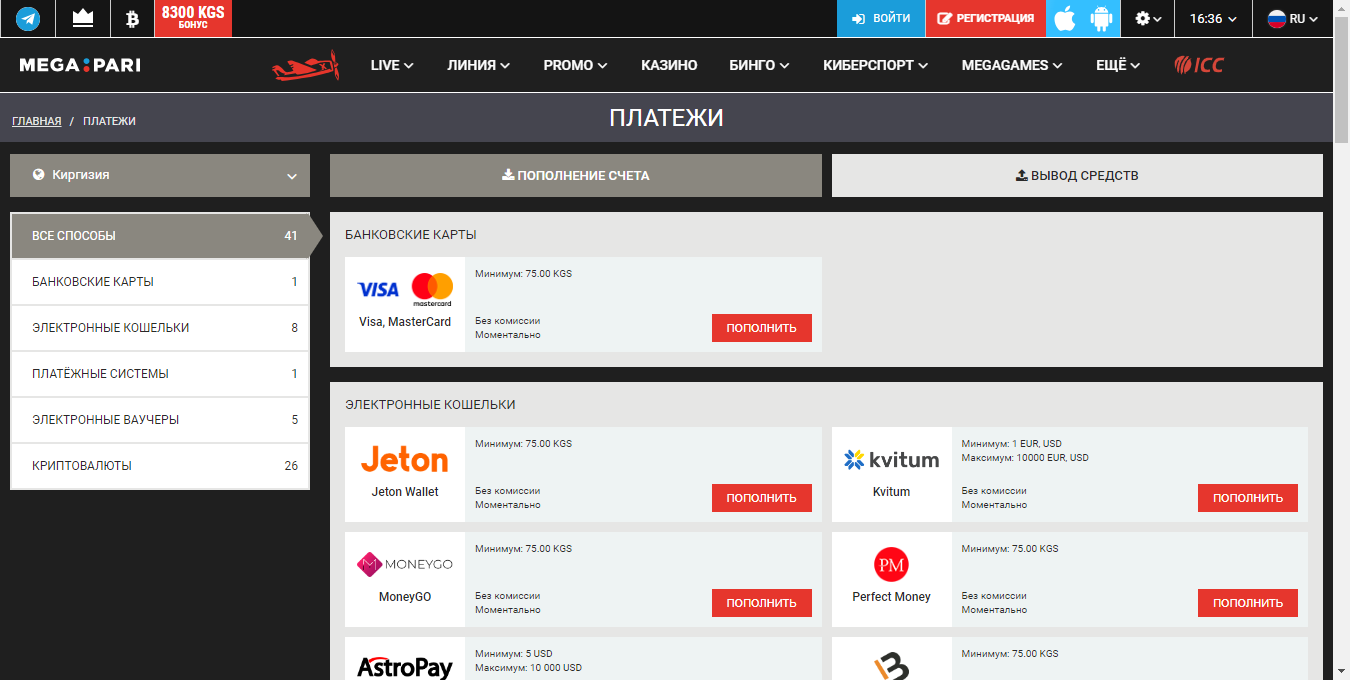 8300 KGS
БОНУС
ВОЙТИ
РЕГИСТРАЦИЯ
16:36
RU
MEGAPARI
LIVE
ЛИНИЯ
PROMO
КАЗИНО
БИНГО
КИБЕРСПОРТ
MEGAGAMES
ЕЩЁ
ICC
ГЛАВНАЯ / ПЛАТЕЖИ
ПЛАТЕЖИ
Киргизия
ПОПОЛНЕНИЕ СЧЕТА
ВЫВОД СРЕДСТВ
ВСЕ СПОСОБЫ 41
БАНКОВСКИЕ КАРТЫ 1
ЭЛЕКТРОННЫЕ КОШЕЛЬКИ 8
ПЛАТЁЖНЫЕ СИСТЕМЫ 1
ЭЛЕКТРОННЫЕ ВАУЧЕРЫ 5
КРИПТОВАЛЮТЫ 26
БАНКОВСКИЕ КАРТЫ
VISA
mastercard
Visa, MasterCard
Минимум: 75.00 KGS
Без комиссии
Моментально
ПОПОЛНИТЬ
ЭЛЕКТРОННЫЕ КОШЕЛЬКИ
Jeton
Jeton Wallet
Минимум: 75.00 KGS
Без комиссии
Моментально
ПОПОЛНИТЬ
kvitum
Kvitum
Минимум: 1 EUR, USD
Максимум: 10000 EUR, USD
Без комиссии
Моментально
ПОПОЛНИТЬ
MONEYGO
MoneyGO
Минимум: 75.00 KGS
Без комиссии
Моментально
ПОПОЛНИТЬ
PM
Perfect Money
Минимум: 75.00 KGS
Без комиссии
Моментально
ПОПОЛНИТЬ
AstroPay
Минимум: 5 USD
Максимум: 10 000 USD
Минимум: 75.00 KGS